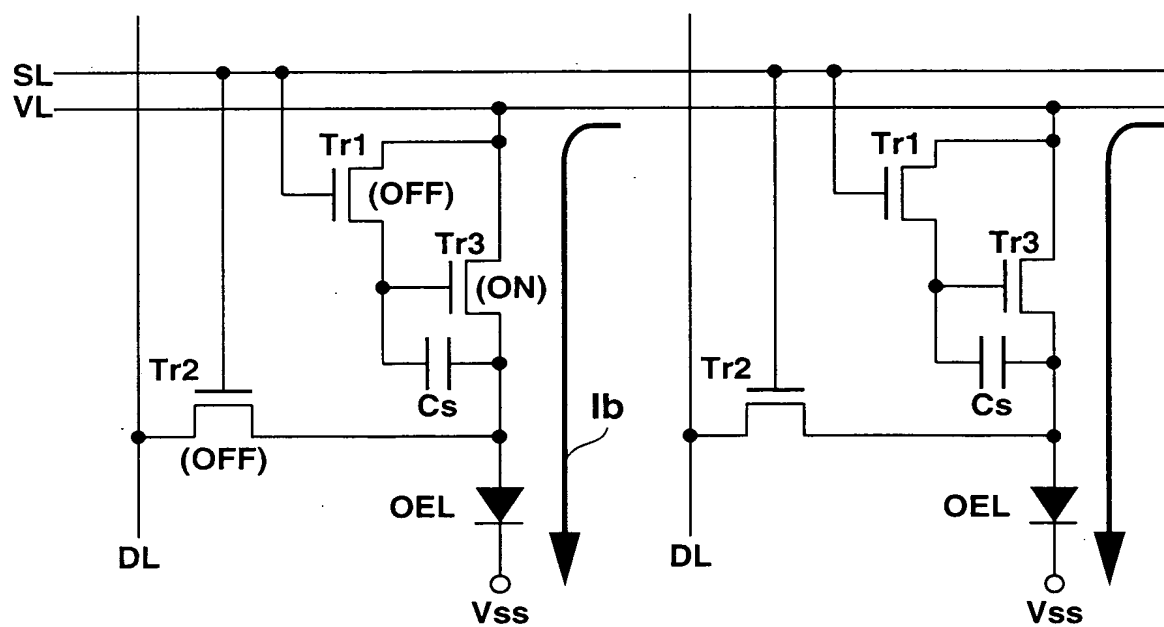 SL
VL
Tr1
(OFF)
Tr3
(ON)
Tr2
(OFF)
Cs
Ib
OEL
DL
Vss
Tr1
Tr3
Tr2
Cs
OEL
DL
Vss